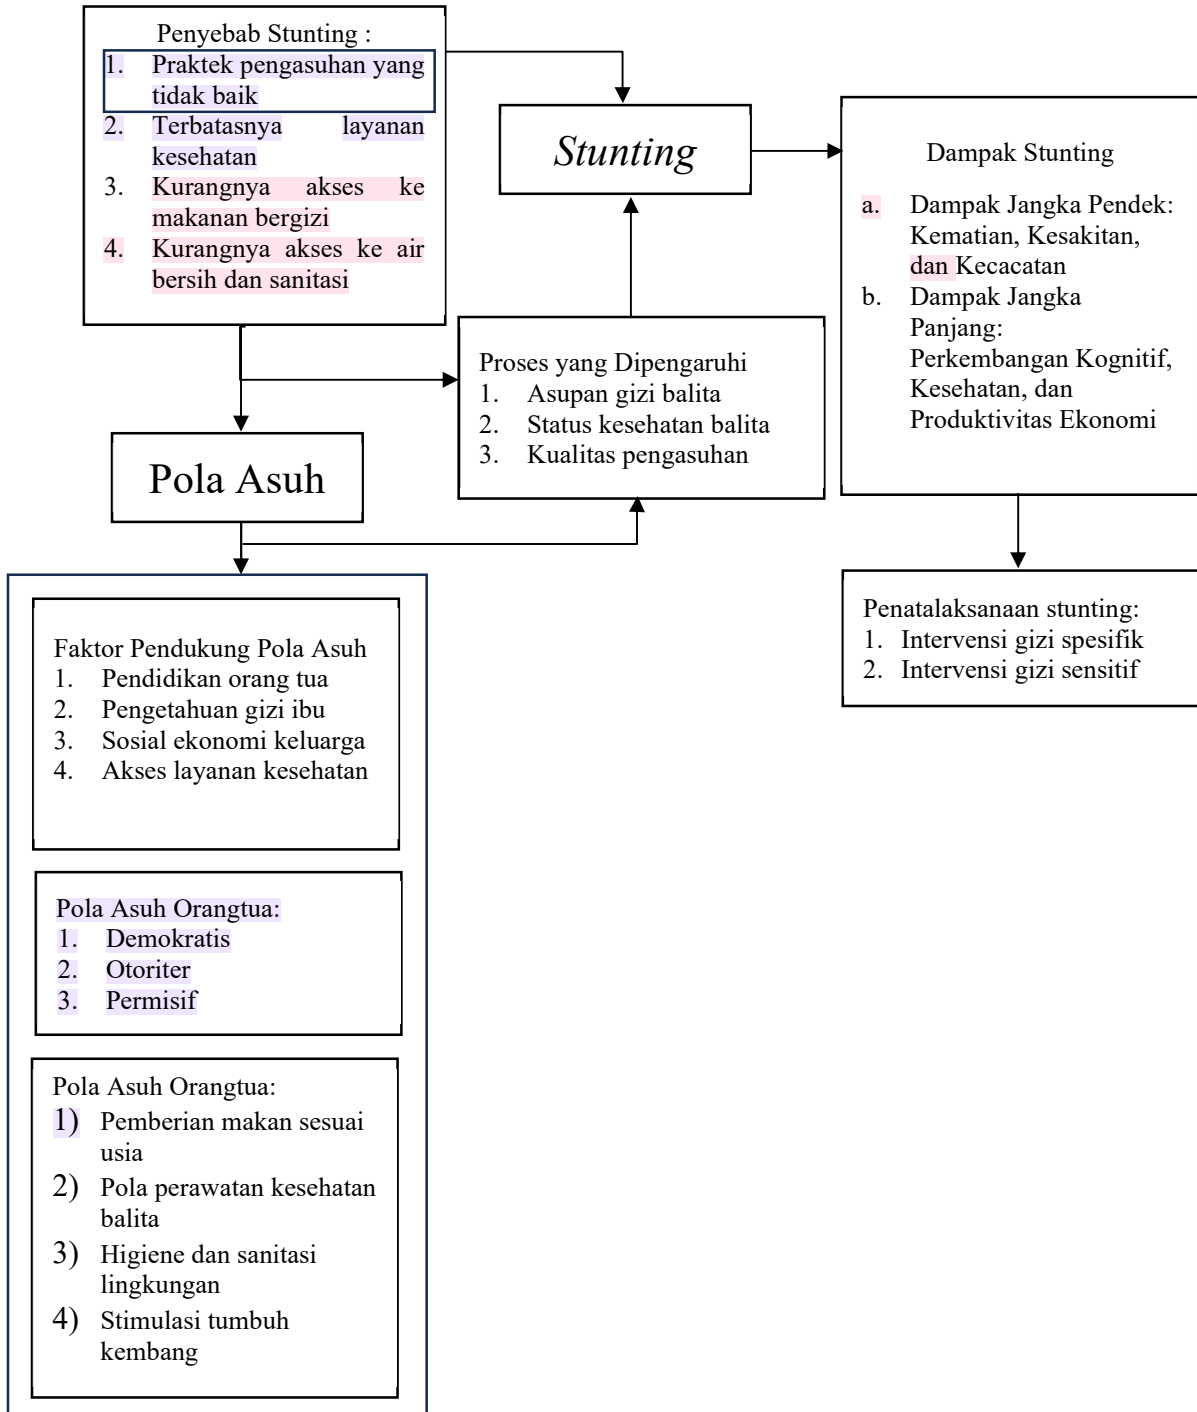 Penyebab Stunting :
1. Praktek pengasuhan yang
tidak baik
2. Terbatasnya layanan
kesehatan
3. Kurangnya akses ke
makanan bergizi
4. Kurangnya akses ke air
bersih dan sanitasi
Stunting
Dampak Stunting
a. Dampak Jangka Pendek:
Kematian, Kesakitan,
dan Kecacatan
b. Dampak Jangka
Panjang:
Perkembangan Kognitif,
Kesehatan, dan
Produktivitas Ekonomi
Proses yang Dipengaruhi
1. Asupan gizi balita
2. Status kesehatan balita
3. Kualitas pengasuhan
Pola Asuh
Penatalaksanaan stunting:
1. Intervensi gizi spesifik
2. Intervensi gizi sensitif
Faktor Pendukung Pola Asuh
1. Pendidikan orang tua
2. Pengetahuan gizi ibu
3. Sosial ekonomi keluarga
4. Akses layanan kesehatan
Pola Asuh Orangtua:
1. Demokratis
2. Otoriter
3. Permisif
Pola Asuh Orangtua:
1) Pemberian makan sesuai
usia
2) Pola perawatan kesehatan
balita
3) Higiene dan sanitasi
lingkungan
4) Stimulasi tumbuh
kembang